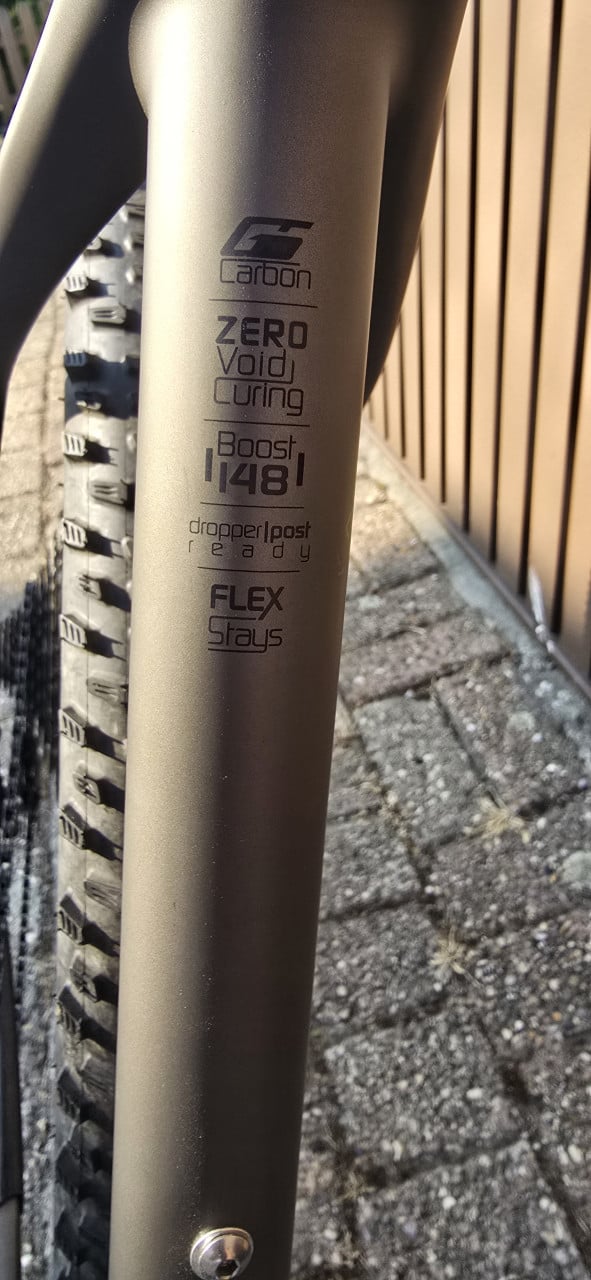 G
Carbon
ZERO
Void
Curing
Boost
148
dropper|post
ready
FLEX
Stays